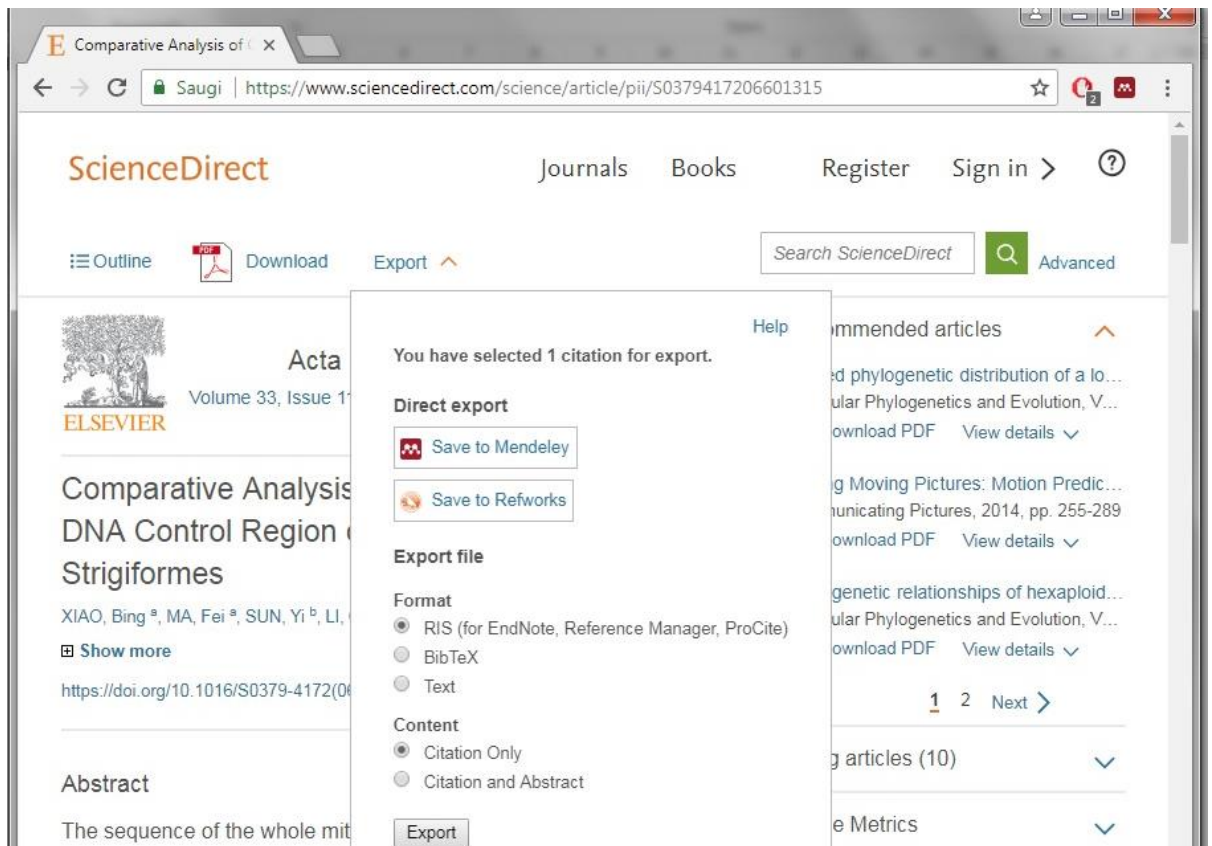 Comparative Analysis of
Saugi | https://www.sciencedirect.com/science/article/pii/S0379417206601315
2
ScienceDirect
Journals Books Register Sign in > ?
Outline
PDF
Download
Export
Search ScienceDirect
Advanced
ELSEVIER
Acta
Volume 33, Issue 1
Comparative Analysis
DNA Control Region
Strigiformes
XIAO, Bing a, MA, Fei a, SUN, Yi b, LI,
Show more
https://doi.org/10.1016/S0379-4172(0
Abstract
The sequence of the whole mit
Help
You have selected 1 citation for export.
Direct export
Save to Mendeley
Save to Refworks
Export file
Format
RIS (for EndNote, Reference Manager, ProCite)
BibTeX
Text
Content
Citation Only
Citation and Abstract
Export
ommended articles
ed phylogenetic distribution of a lo...
ular Phylogenetics and Evolution, V...
ownload PDF View details
g Moving Pictures: Motion Predic...
unicating Pictures, 2014, pp. 255-289
ownload PDF View details
genetic relationships of hexaploid...
ular Phylogenetics and Evolution, V...
ownload PDF View details
1 2 Next >
g articles (10)
e Metrics